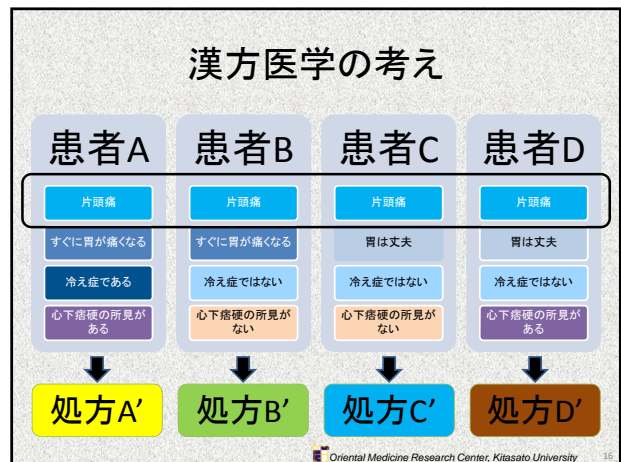 漢方医学の考え
患者A
片頭痛
すぐに胃が痛くなる
冷え症である
心下痞硬の所見が
ある
処方A’
患者B
片頭痛
すぐに胃が痛くなる
冷え症ではない
心下痞硬の所見が
ない
処方B’
患者C
片頭痛
胃は丈夫
冷え症ではない
心下痞硬の所見が
ない
処方C’
患者D
片頭痛
胃は丈夫
冷え症ではない
心下痞硬の所見が
ある
処方D’
Oriental Medicine Research Center, Kitasato University
16